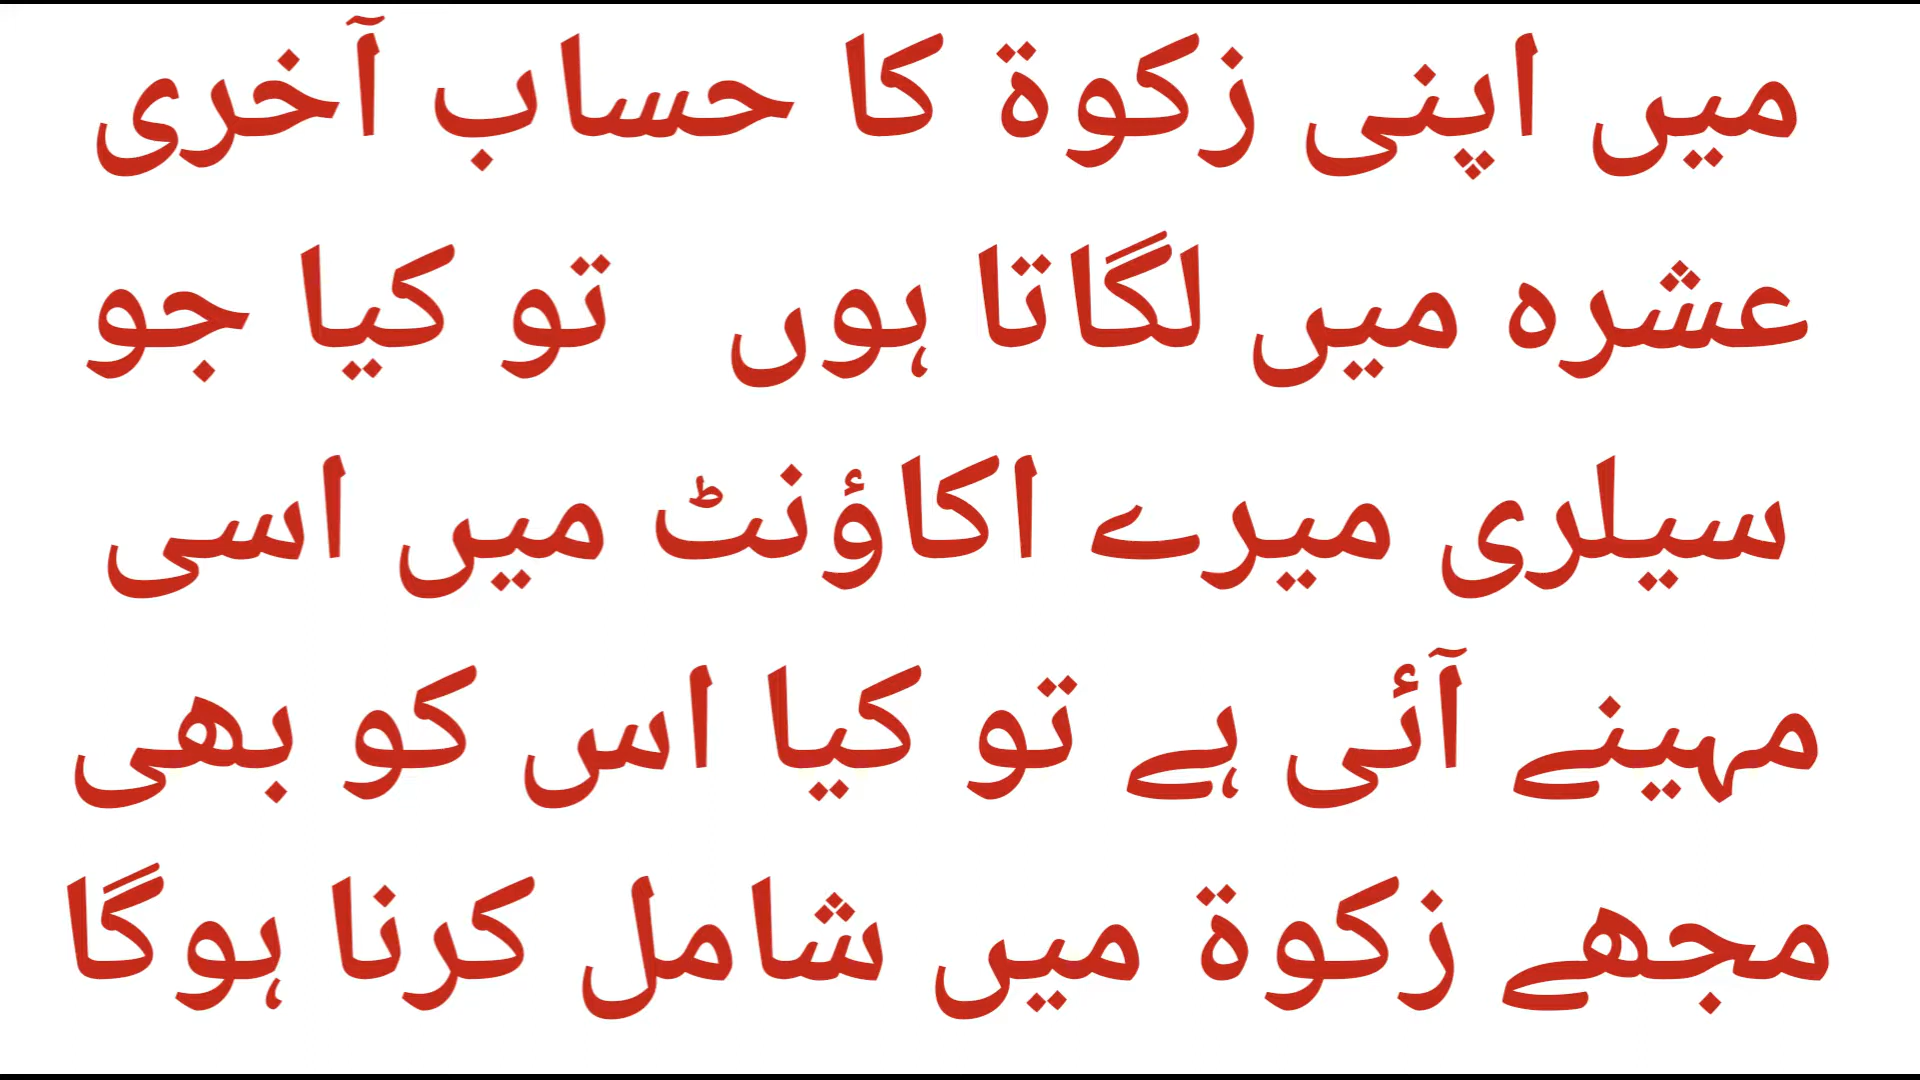 میں اپنی زکوۃ کا حساب آخری
عشرہ میں لگاتا ہوں تو کیا جو
سیلری میرے اکاؤنٹ میں اسی
مہینے آئی ہے تو کیا اس کو بھی
مجھے زکوۃ میں شامل کرنا ہوگا